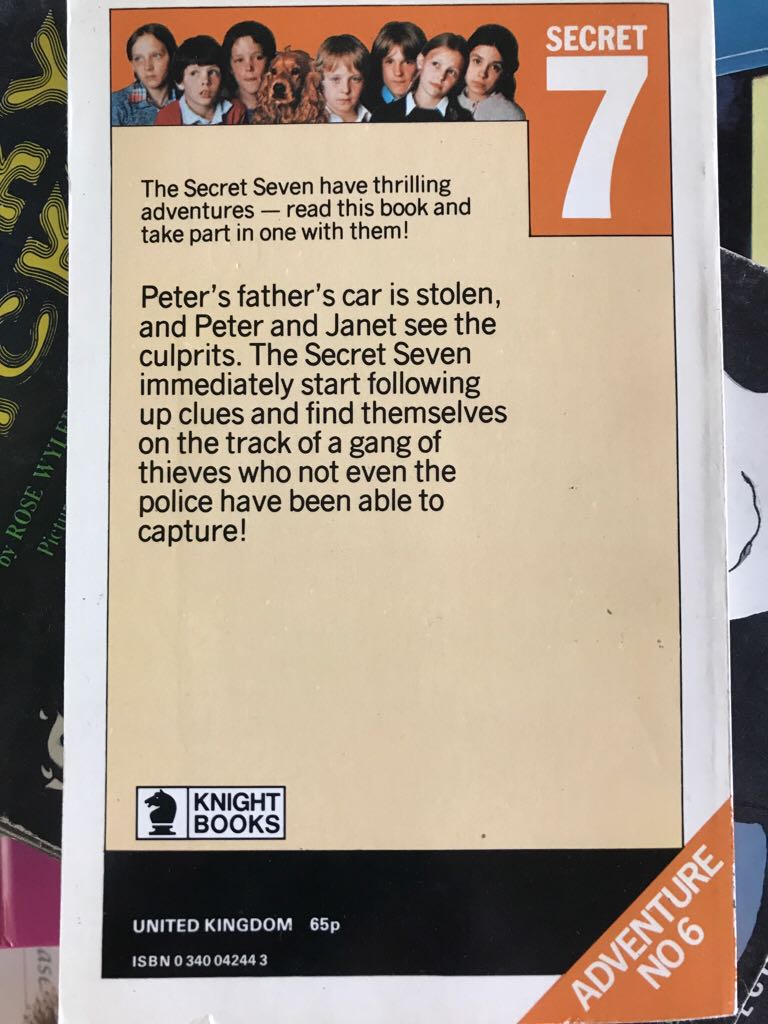 SECRET
7
The Secret Seven have thrilling
adventures — read this book and
take part in one with them!
Peter's father's car is stolen,
and Peter and Janet see the
culprits. The Secret Seven
immediately start following
up clues and find themselves
on the track of a gang of
thieves who not even the
police have been able to
capture!
KNIGHT
BOOKS
UNITED KINGDOM 65p
ISBN 0 340 04244 3
ADVENTURE
NO 6
by ROSE WYLER